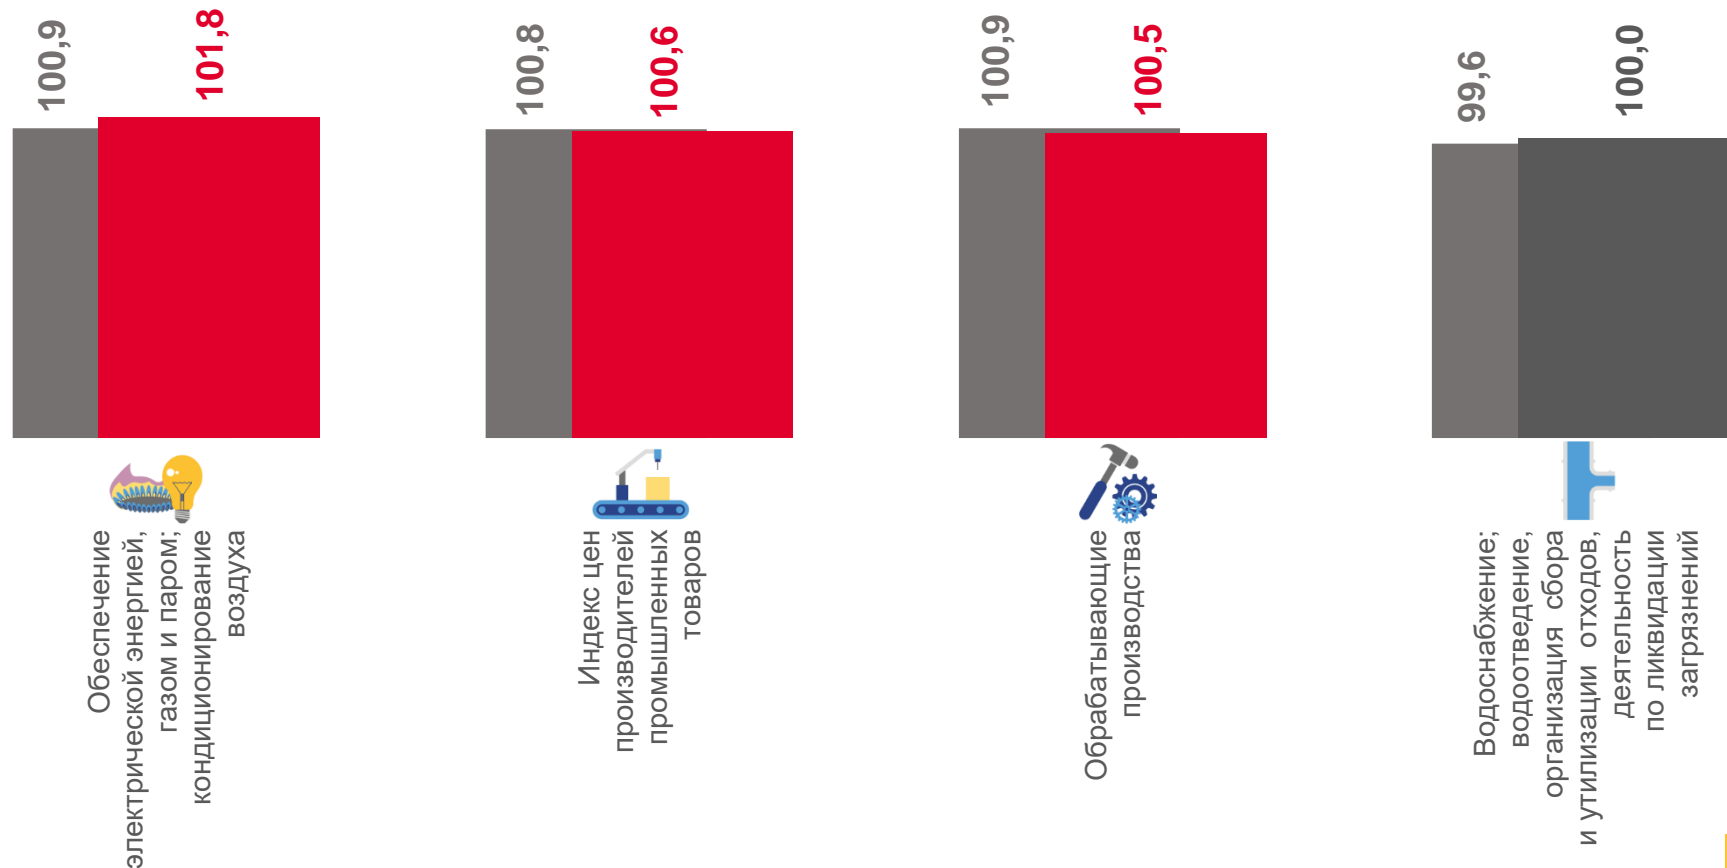 100,9
101,8
Обеспечение
электрической энергией,
газом и паром;
кондиционирование
воздуха
100,8
100,6
Индекс цен
производителей
промышленных
товаров
100,9
100,5
Обрабатывающие
производства
99,6
100,0
Водоснабжение;
водоотведение,
организация сбора
и утилизации отходов,
деятельность
по ликвидации
загрязнений